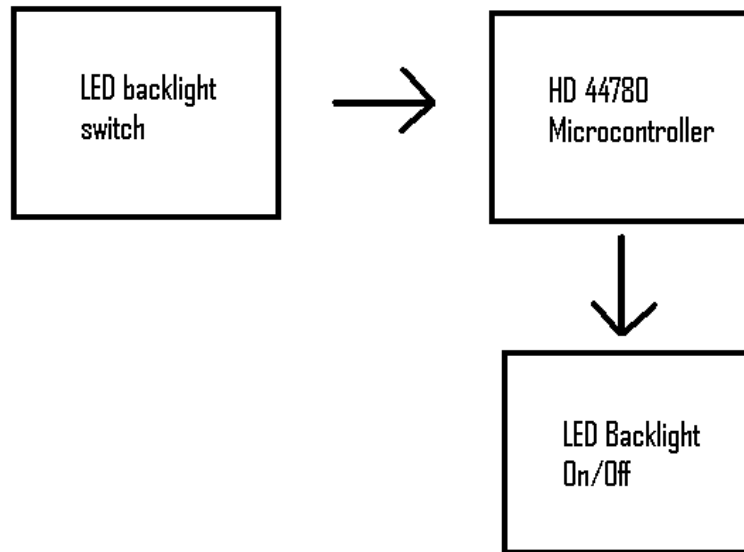 LED backlight
switch
HD 44780
Microcontroller
LED Backlight
On/Off